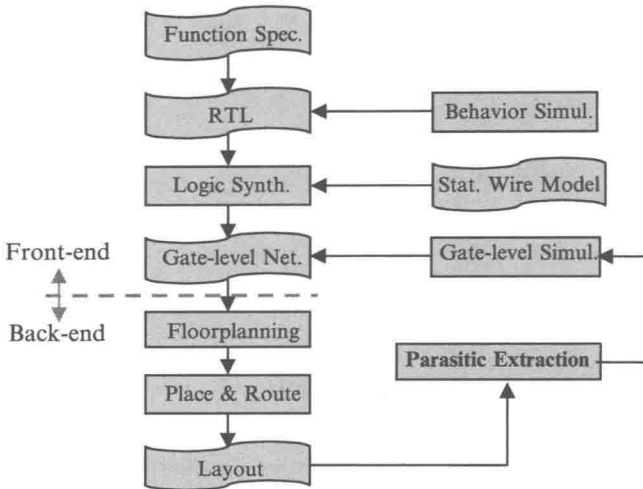 Function Spec.
RTL
Behavior Simul.
Logic Synth.
Stat. Wire Model
Front-end
Gate-level Net.
Gate-level Simul.
Back-end
Floorplanning
Parasitic Extraction
Place & Route
Layout